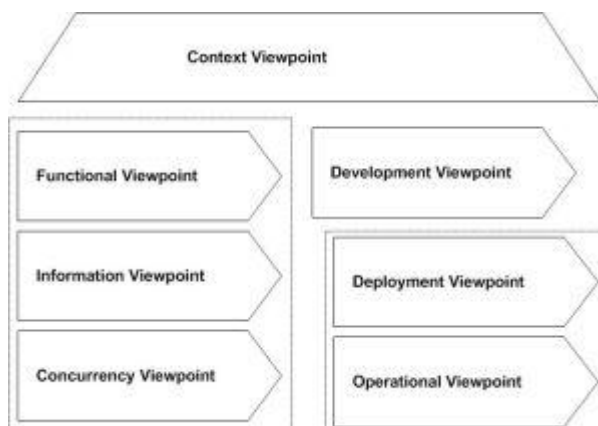 Context Viewpoint
Functional Viewpoint
Development Viewpoint
Information Viewpoint
Deployment Viewpoint
Concurrency Viewpoint
Operational Viewpoint